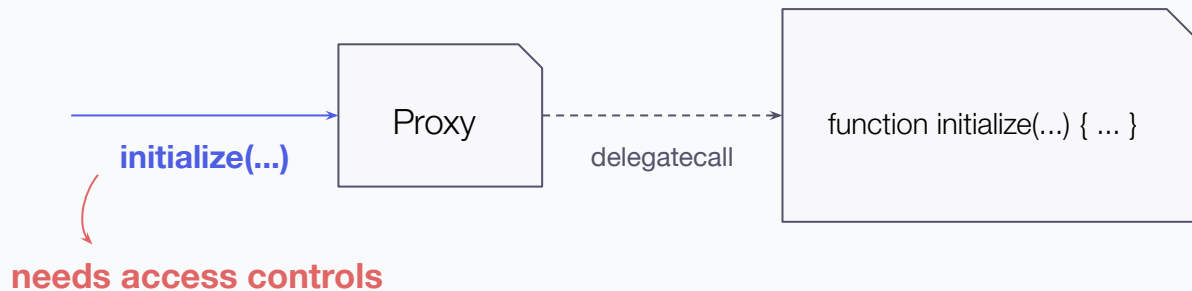 Proxy
function initialize(...) { ... }
initialize(...)
delegatecall
needs access controls